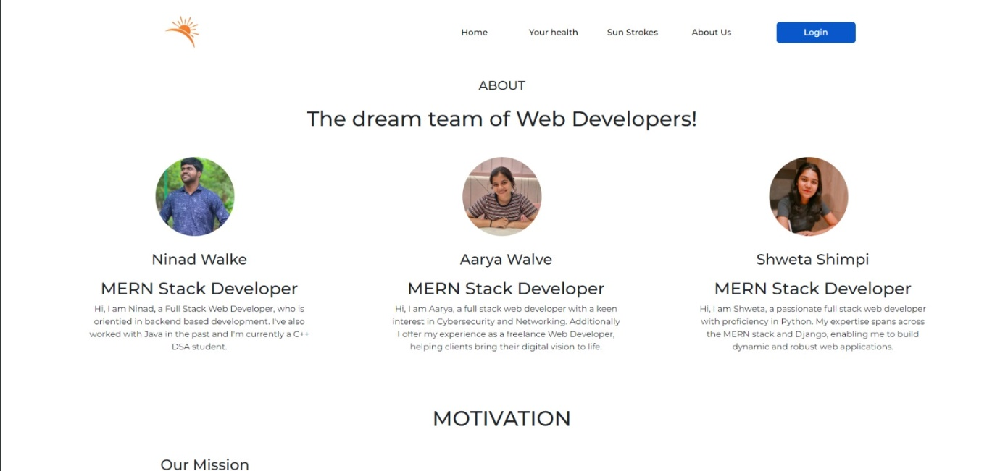 Home Your health Sun Strokes About Us Login
ABOUT
The dream team of Web Developers!
Ninad Walke
MERN Stack Developer
Hi, I am Ninad, a Full Stack Web Developer, who is
orientied in backend based development. I've also
worked with Java in the past and I'm currently a C++
DSA student.
Aarya Walve
MERN Stack Developer
Hi, I am Aarya, a full stack web developer with a keen
interest in Cybersecurity and Networking. Additionally
I offer my experience as a freelance Web Developer,
helping clients bring their digital vision to life.
Shweta Shimpi
MERN Stack Developer
Hi, I am Shweta, a passionate full stack web developer
with proficiency in Python. My expertise spans across
the MERN stack and Django, enabling me to build
dynamic and robust web applications.
MOTIVATION
Our Mission